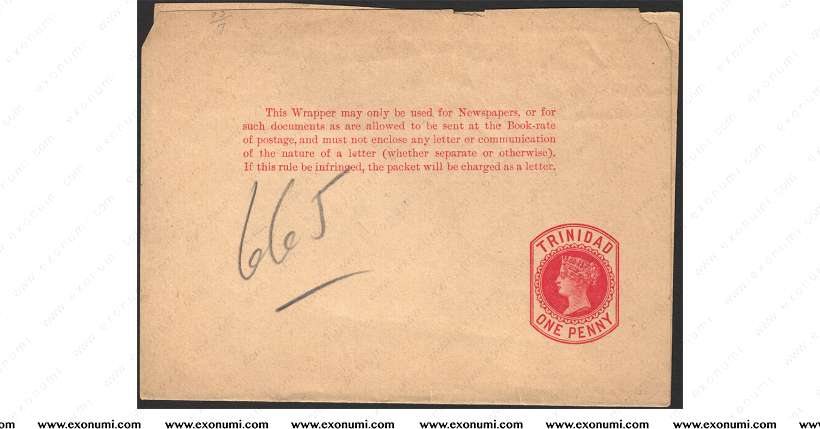 This Wrapper may only be used for Newspapers, or for
such documents as are allowed to be sent at the Book-rate
of postage, and must not enclose any letter or communication
of the nature of a letter (whether separate or otherwise).
If this rule be infringed, the packet will be charged as a letter.
665
TRINIDAD
ONE PENNY
www.exonumi.com www.exonumi.com www.exonumi.com www.exonumi.com www.exonumi.com www.exonumi.com